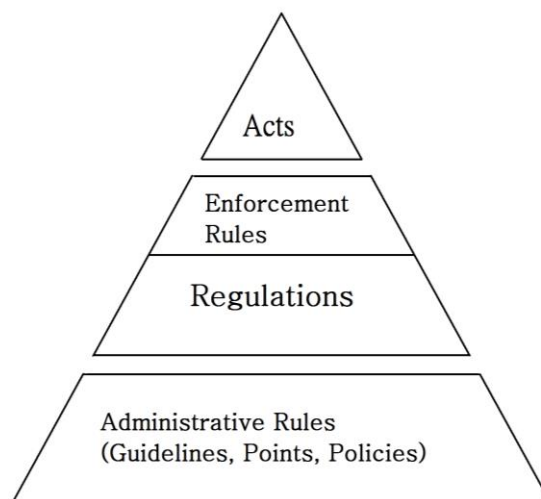 Acts
Enforcement
Rules
Regulations
Administrative Rules
(Guidelines, Points, Policies)